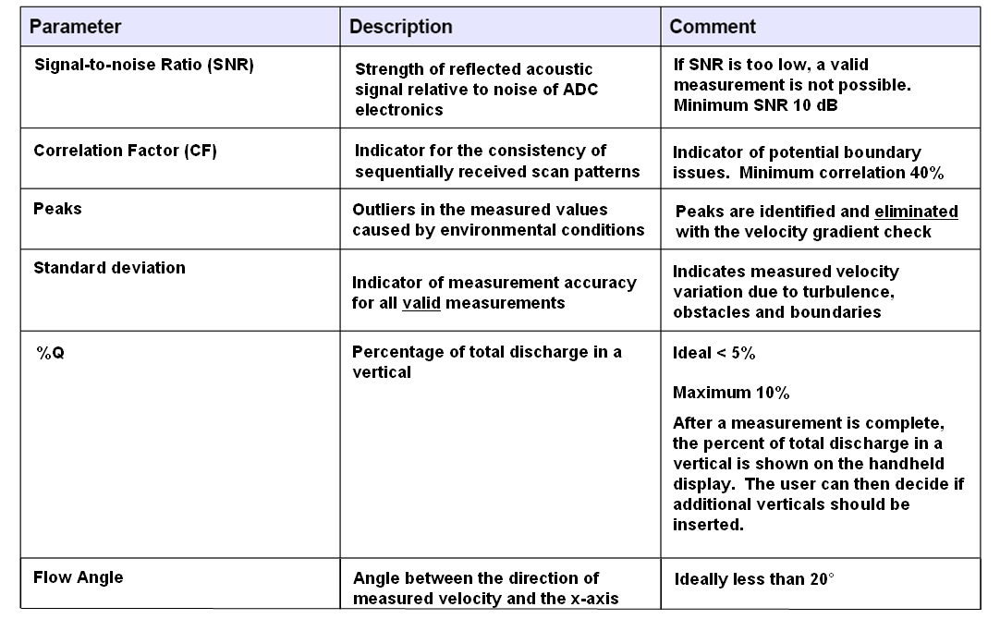 Parameter
Description
Comment
Signal-to-noise Ratio (SNR)
Strength of reflected acoustic
signal relative to noise of ADC
electronics
If SNR is too low, a valid
measurement is not possible.
Minimum SNR 10 dB
Correlation Factor (CF)
Indicator for the consistency of
sequentially received scan patterns
Indicator of potential boundary
issues.  Minimum correlation 40%
Peaks
Outliers in the measured values
caused by environmental conditions
Peaks are identified and eliminated
with the velocity gradient check
Standard deviation
Indicator of measurement accuracy
for all valid measurements
Indicates measured velocity
variation due to turbulence,
obstacles and boundaries
%Q
Percentage of total discharge in a
vertical
Ideal < 5%
Maximum 10%
After a measurement is complete,
the percent of total discharge in a
vertical is shown on the handheld
display.  The user can then decide if
additional verticals should be
inserted.
Flow Angle
Angle between the direction of
measured velocity and the x-axis
Ideally less than 20°